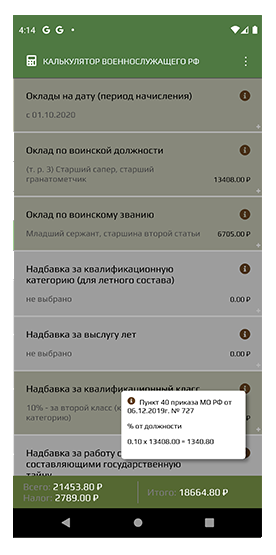 4:14 G G
КАЛЬКУЛЯТОР ВОЕННОСЛУЖАЩЕГО РФ
Оклады на дату (период начисления)
с 01.10.2020
Оклад по воинской должности
(т. р. 3) Старший сапер, старший
гранатометчик 13408.00 ₽
Оклад по воинскому званию
Младший сержант, старшина второй статьи 6705.00 ₽
Надбавка за квалификационную
категорию (для летного состава)
не выбрано 0.00 ₽
Надбавка за выслугу лет
не выбрано 0.00 ₽
Надбавка за квалификационный класс
10% - за второй класс (к
категорию)
Пункт 40 приказа МО РФ от
06.12.2019г. № 727
% от должности
0.10 x 13408.00 = 1340.80
Надбавка за работу с
составляющими государственную
тайну
Всего: 21453.80 ₽
Налог: 2789.00 ₽
Итого: 18664.80 ₽